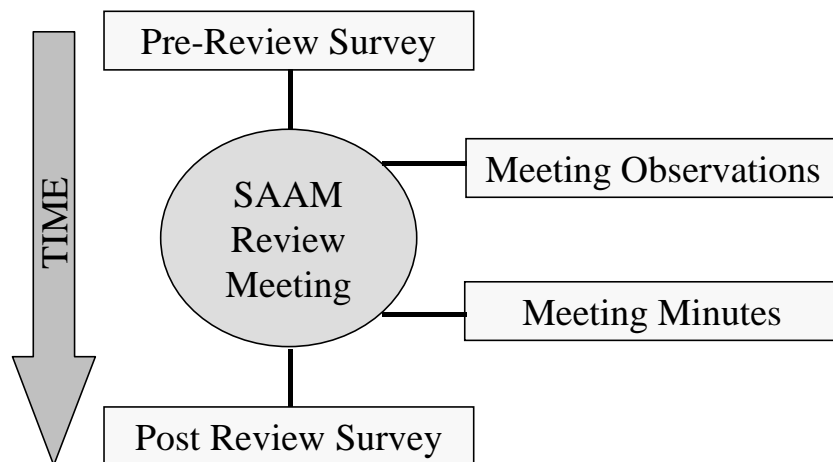 Pre-Review Survey
TIME
SAAM
Review
Meeting
Meeting Observations
Meeting Minutes
Post Review Survey